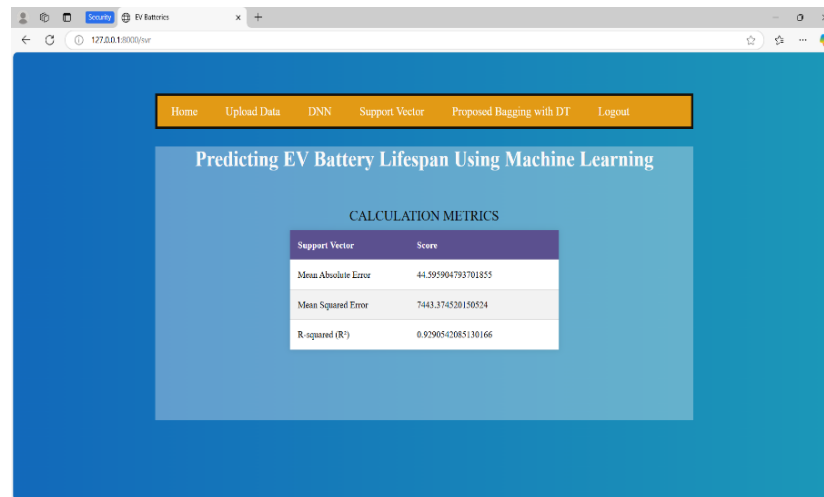 Security EV Batteries
127.0.0.1:8000/svr
Home Upload Data DNN Support Vector Proposed Bagging with DT Logout
Predicting EV Battery Lifespan Using Machine Learning
CALCULATION METRICS
Support Vector Score
Mean Absolute Error 44.595904793701855
Mean Squared Error 7443.374520150524
R-squared (R²) 0.9290542085130166